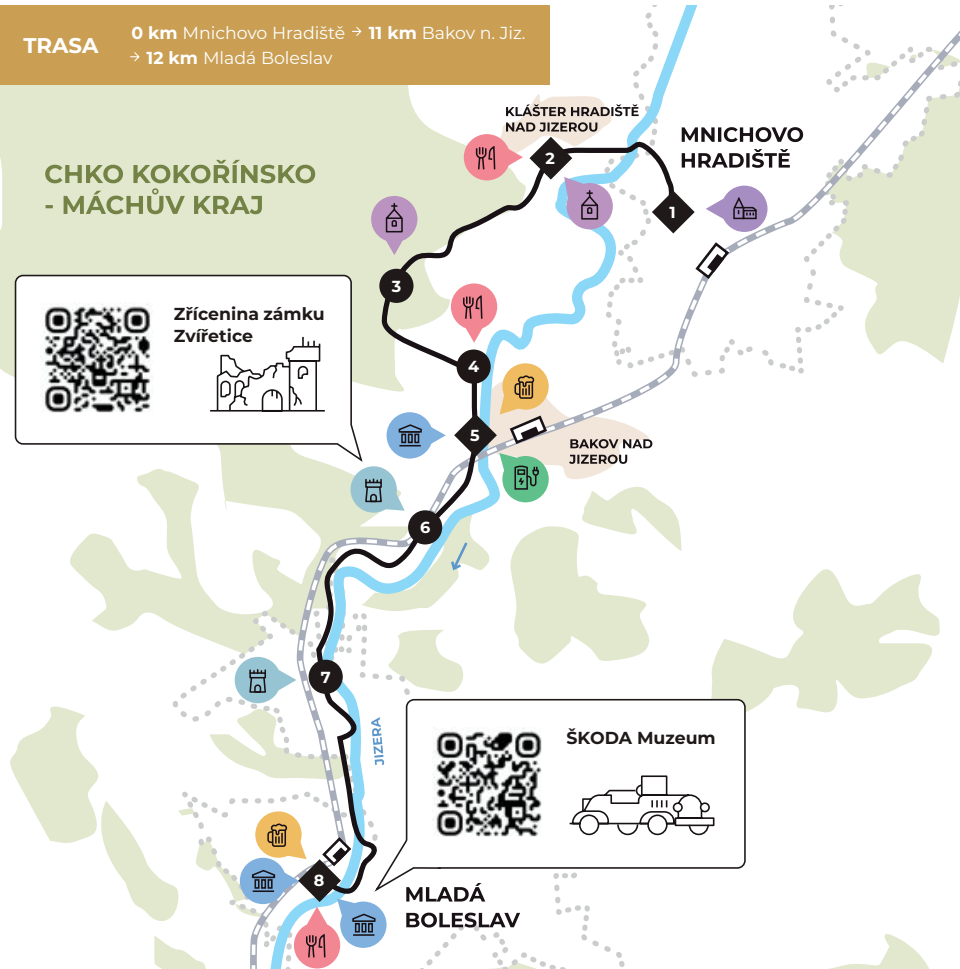 TRASA
0 km Mnichovo Hradiště → 11 km Bakov n. Jiz.
→ 12 km Mladá Boleslav
KLÁŠTER HRADIŠTĚ
NAD JIZEROU
MNICHOVO
HRADIŠTĚ
2
1
CHKO KOKOŘÍNSKO
- MÁCHŮV KRAJ
3
Zřícenina zámku
Zvířetice
4
5
BAKOV NAD
JIZEROU
6
7
JIZERA
ŠKODA Muzeum
8
MLADÁ
BOLESLAV